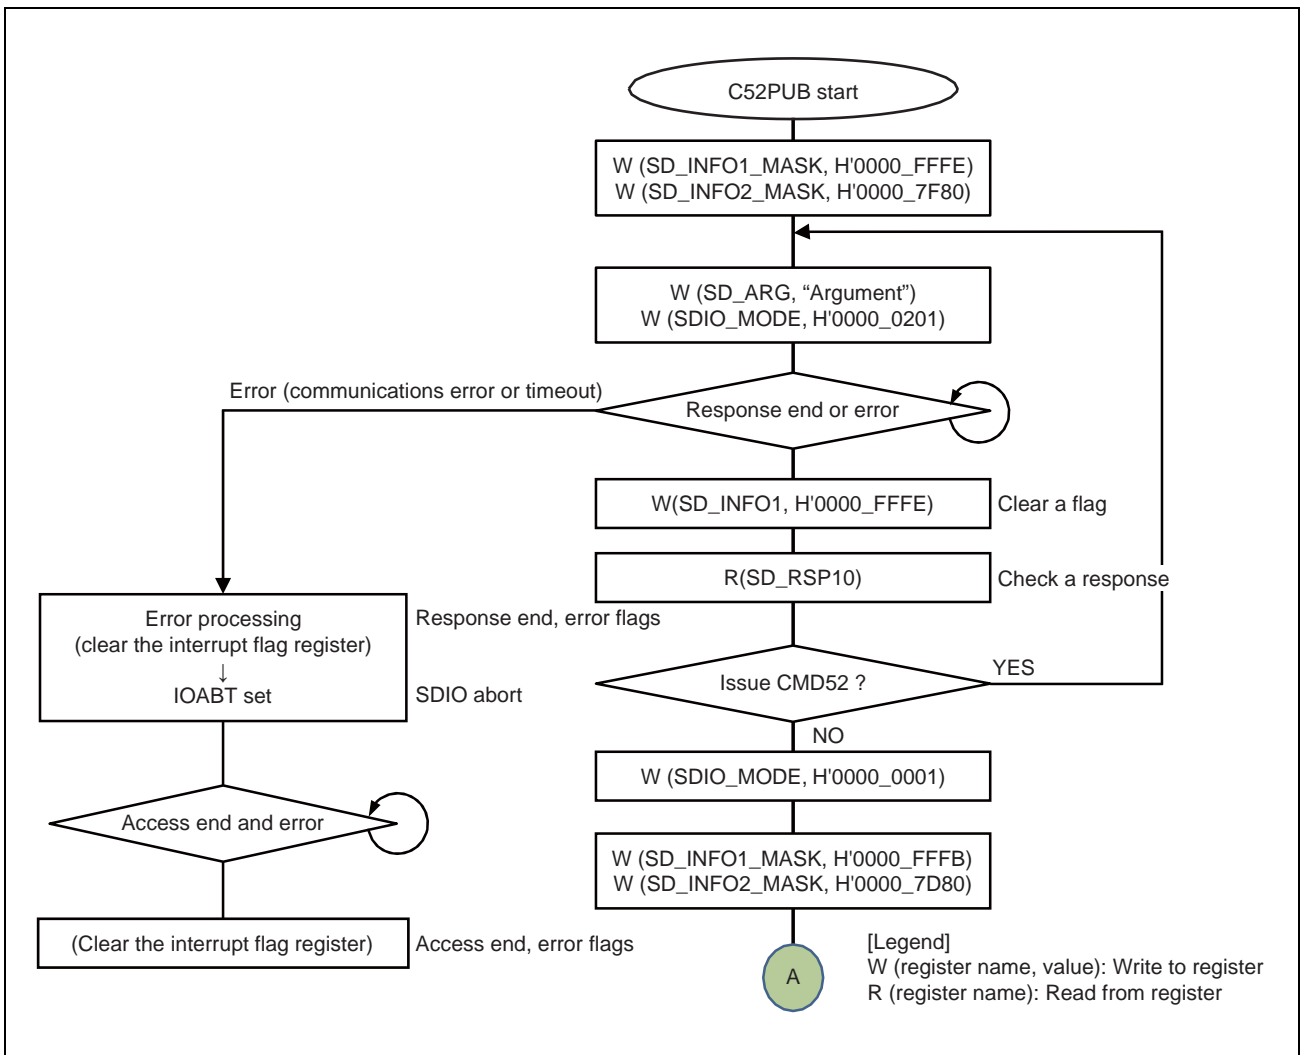 C52PUB start
W (SD_INFO1_MASK, H'0000_FFFE)
W (SD_INFO2_MASK, H'0000_7F80)
W (SD_ARG, “Argument”)
W (SDIO_MODE, H'0000_0201)
Error (communications error or timeout)
Response end or error
W(SD_INFO1, H'0000_FFFE)
Clear a flag
R(SD_RSP10)
Check a response
Error processing
(clear the interrupt flag register)
↓
IOABT set
Response end, error flags
SDIO abort
Issue CMD52 ?
YES
NO
W (SDIO_MODE, H'0000_0001)
Access end and error
W (SD_INFO1_MASK, H'0000_FFFB)
W (SD_INFO2_MASK, H'0000_7D80)
(Clear the interrupt flag register)
Access end, error flags
A
[Legend]
W (register name, value): Write to register
R (register name): Read from register